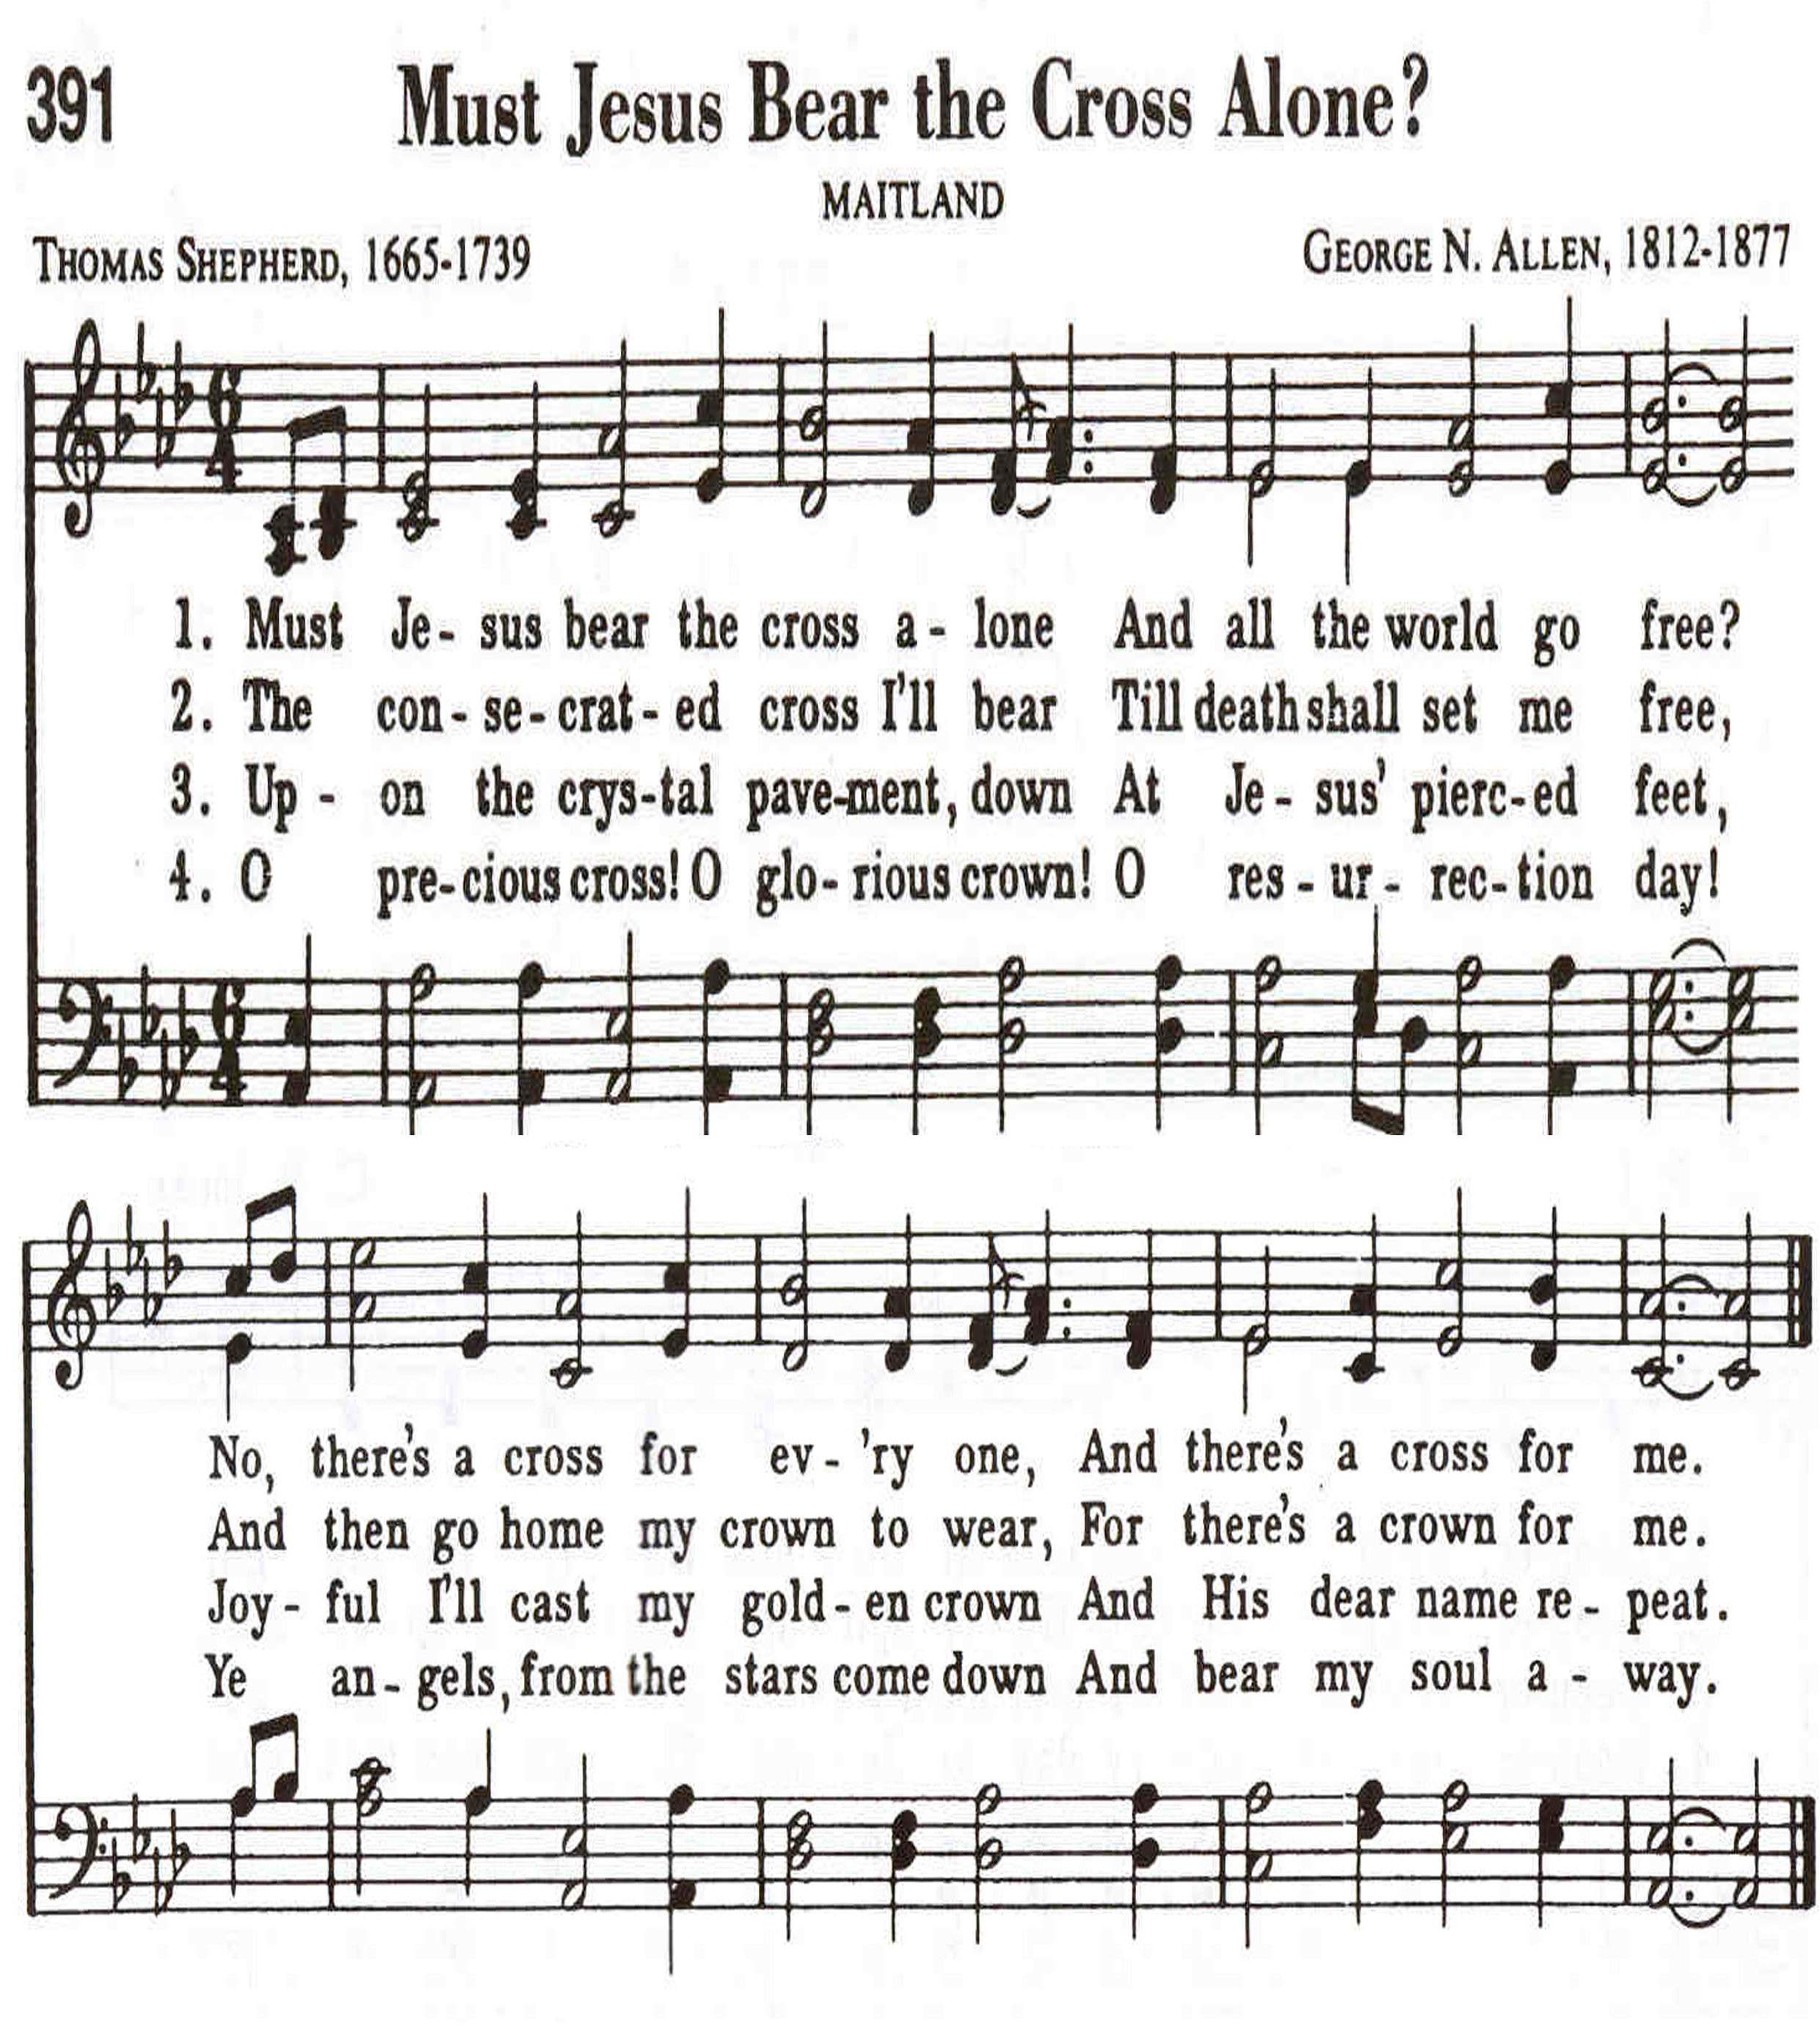 391 Must Jesus Bear the Cross Alone?
MAITLAND
THOMAS SHEPHERD, 1665-1739 GEORGE N. ALLEN, 1812-1877
6
4
1. Must Je- sus bear the cross a- lone And all the world go free?
2. The con- se- crat- ed cross I'll bear Till death shall set me free,
3. Up - on the crys-tal pave-ment, down At Je- sus' pierc-ed feet,
4. O pre-cious cross! O glo- rious crown! O res- ur- rec-tion day!
6
4
No, there's a cross for ev- 'ry one, And there's a cross for me.
And then go home my crown to wear, For there's a crown for me.
Joy- ful I'll cast my gold- en crown And His dear name re- peat.
Ye an- gels, from the stars come down And bear my soul a - way.